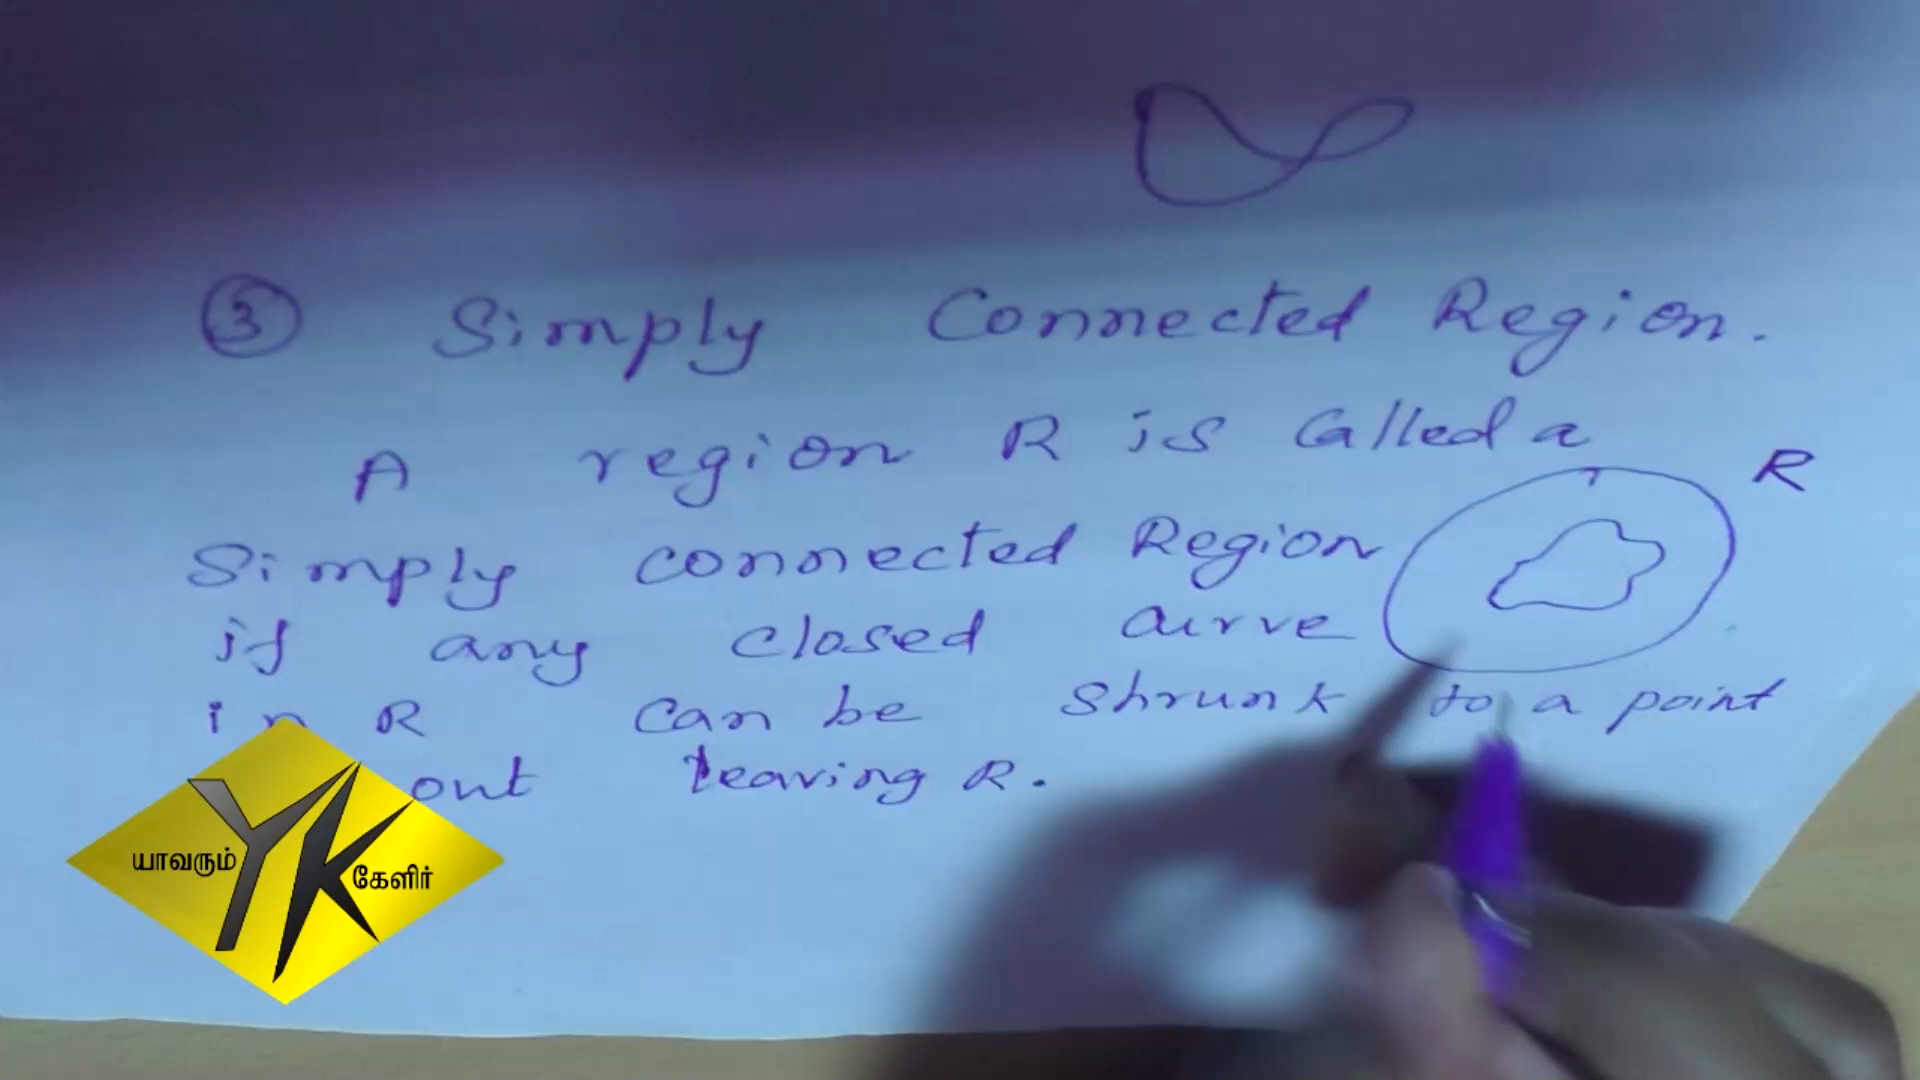 ③ Simply Connected Region.
A region R is called a
R
Simply connected Region
if any closed curve
in R can be shrunk to a point
out leaving R.
யாவரும் YK கேளிர்